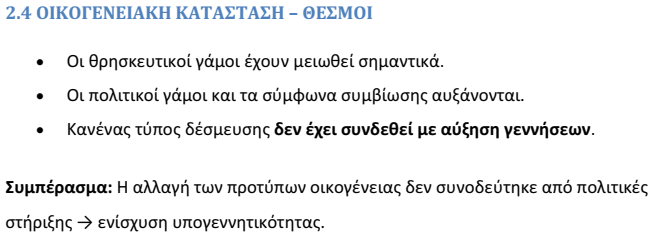 2.4 ΟΙΚΟΓΕΝΕΙΑΚΗ ΚΑΤΑΣΤΑΣΗ – ΘΕΣΜΟΙ
• Οι θρησκευτικοί γάμοι έχουν μειωθεί σημαντικά.
• Οι πολιτικοί γάμοι και τα σύμφωνα συμβίωσης αυξάνονται.
• Κανένας τύπος δέσμευσης δεν έχει συνδεθεί με αύξηση γεννήσεων.
Συμπέρασμα: Η αλλαγή των προτύπων οικογένειας δεν συνοδεύτηκε από πολιτικές
στήριξης → ενίσχυση υπογεννητικότητας.